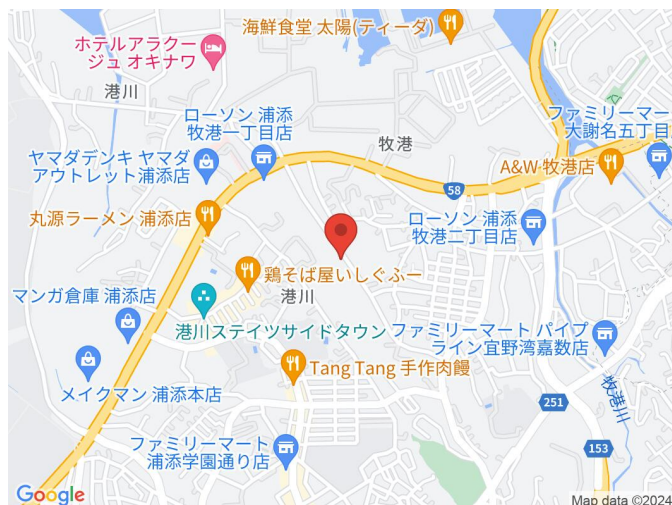 海鮮食堂 太陽(ティーダ)
ホテルアラクー
ジュ オキナワ
港川
ローソン 浦添
牧港一丁目店
牧港
ファミリーマー
大謝名五丁目
ヤマダデンキ ヤマダ
アウトレット浦添店
A&W 牧港店
58
丸源ラーメン 浦添店
ローソン 浦添
牧港二丁目店
鶏そば屋いしぐふー
マンガ倉庫 浦添店
港川
港川ステイツサイドタウン
ファミリーマート パイプ
ライン宜野湾嘉数店
Tang Tang 手作肉饅
メイクマン 浦添本店
牧港川
251
ファミリーマート
浦添学園通り店
153
Google
Map data ©2024